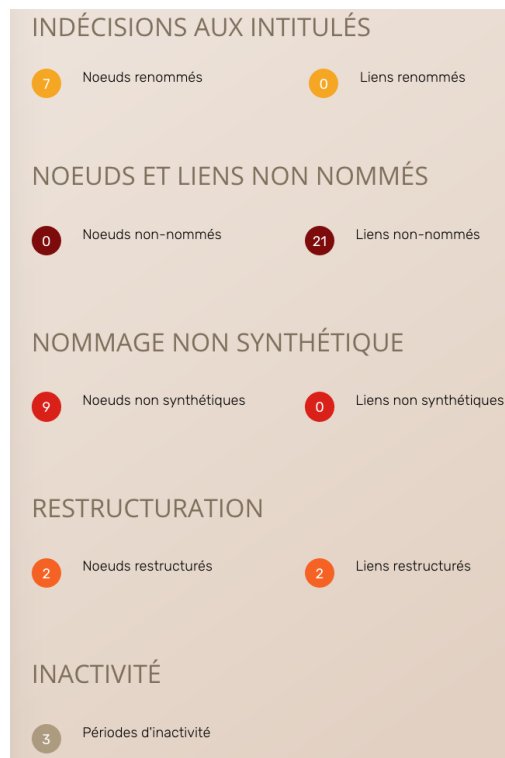 INDÉCISIONS AUX INTITULÉS
7 Noeuds renommés 0 Liens renommés
NOEUDS ET LIENS NON NOMMÉS
0 Noeuds non-nommés 21 Liens non-nommés
NOMMAGE NON SYNTHÉTIQUE
9 Noeuds non synthétiques 0 Liens non synthétiques
RESTRUCTURATION
2 Noeuds restructurés 2 Liens restructurés
INACTIVITÉ
3 Périodes d'inactivité